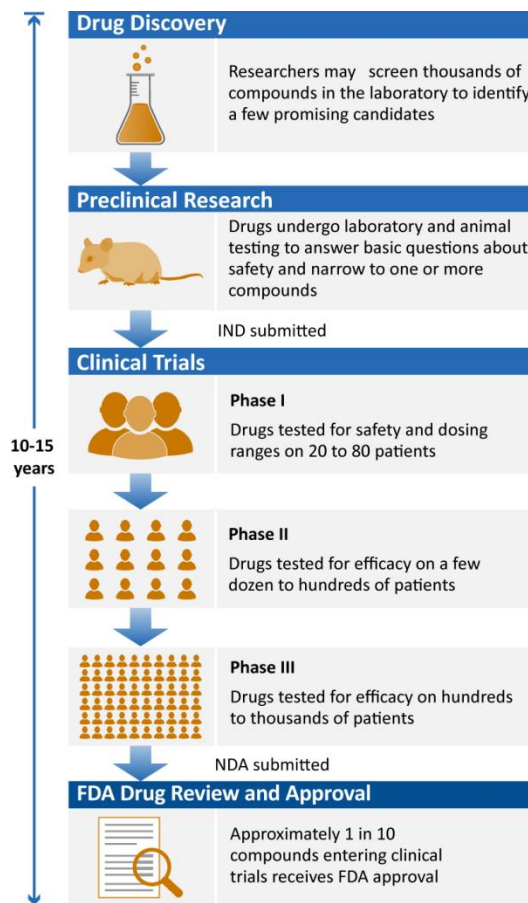 Drug Discovery
Researchers may screen thousands of
compounds in the laboratory to identify
a few promising candidates
Preclinical Research
Drugs undergo laboratory and animal
testing to answer basic questions about
safety and narrow to one or more
compounds
IND submitted
Clinical Trials
Phase I
Drugs tested for safety and dosing
ranges on 20 to 80 patients
10-15
years
Phase II
Drugs tested for efficacy on a few
dozen to hundreds of patients
Phase III
Drugs tested for efficacy on hundreds
to thousands of patients
NDA submitted
FDA Drug Review and Approval
Approximately 1 in 10
compounds entering clinical
trials receives FDA approval